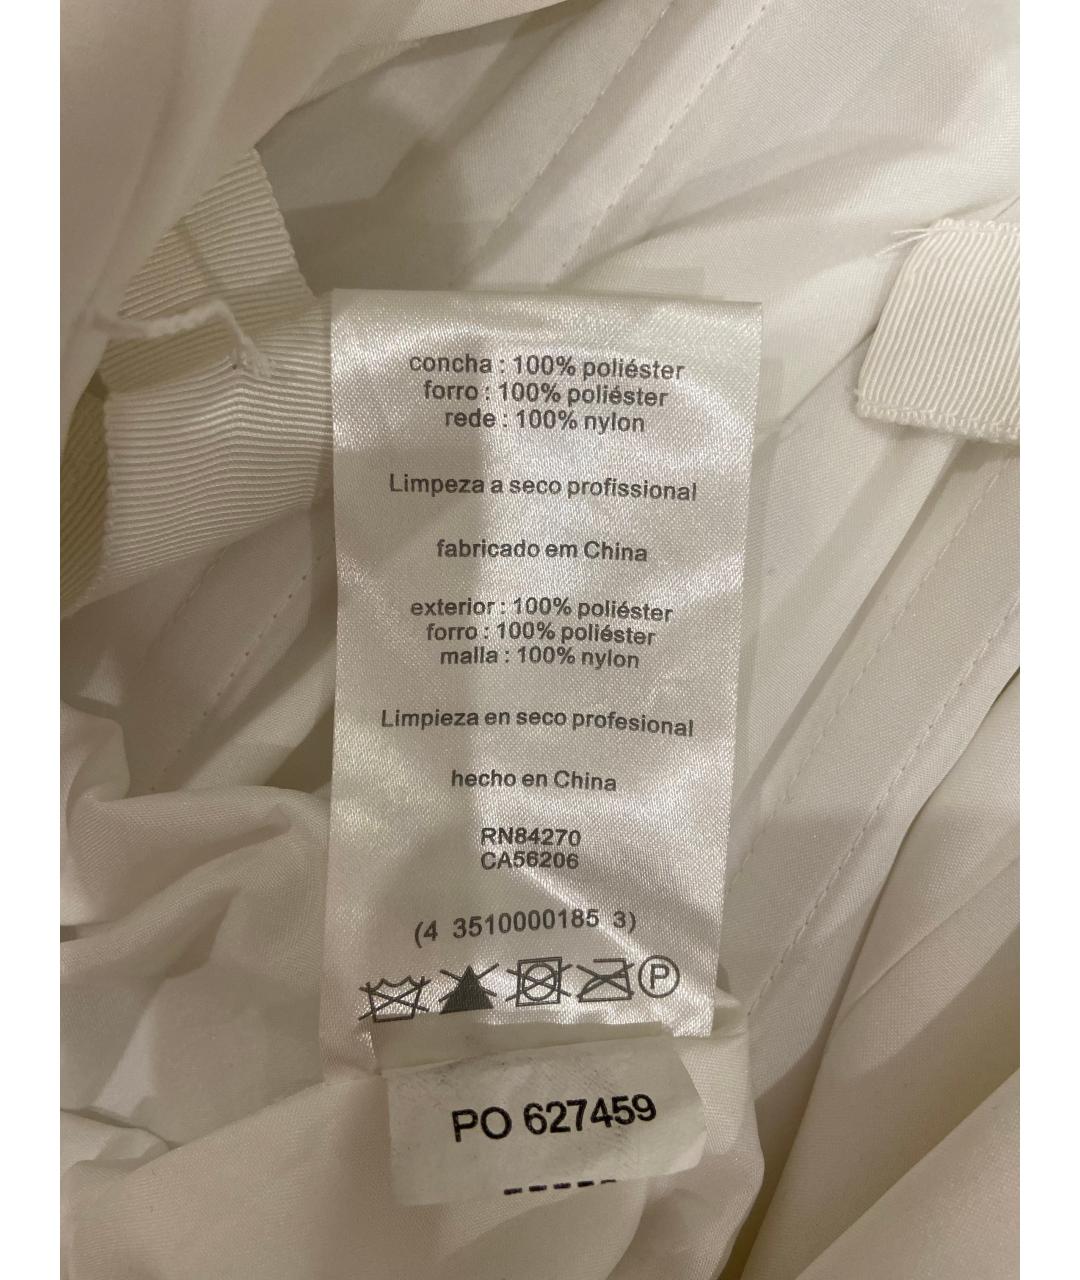 concha : 100% poliéster
forro : 100% poliéster
rede : 100% nylon
Limpeza a seco profissional
fabricado em China
exterior : 100% poliéster
forro : 100% poliéster
malla : 100% nylon
Limpieza en seco profesional
hecho en China
RN84270
CA56206
(4 3510000185 3)
P
PO 627459